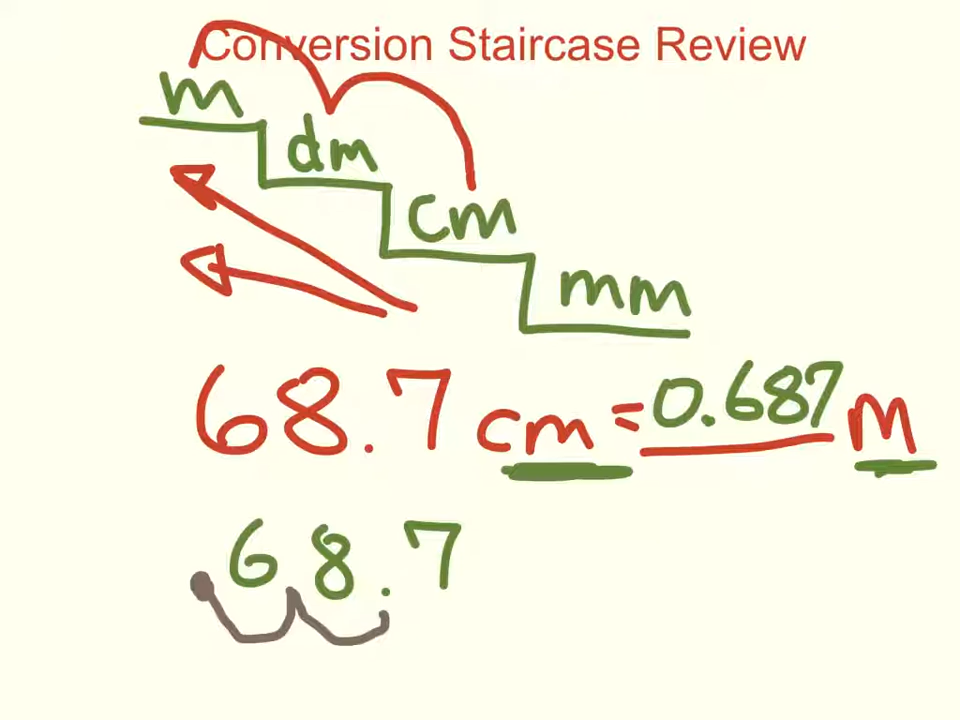 Conversion Staircase Review
m
dm
cm
mm
68.7 cm = 0.687 m
68.7